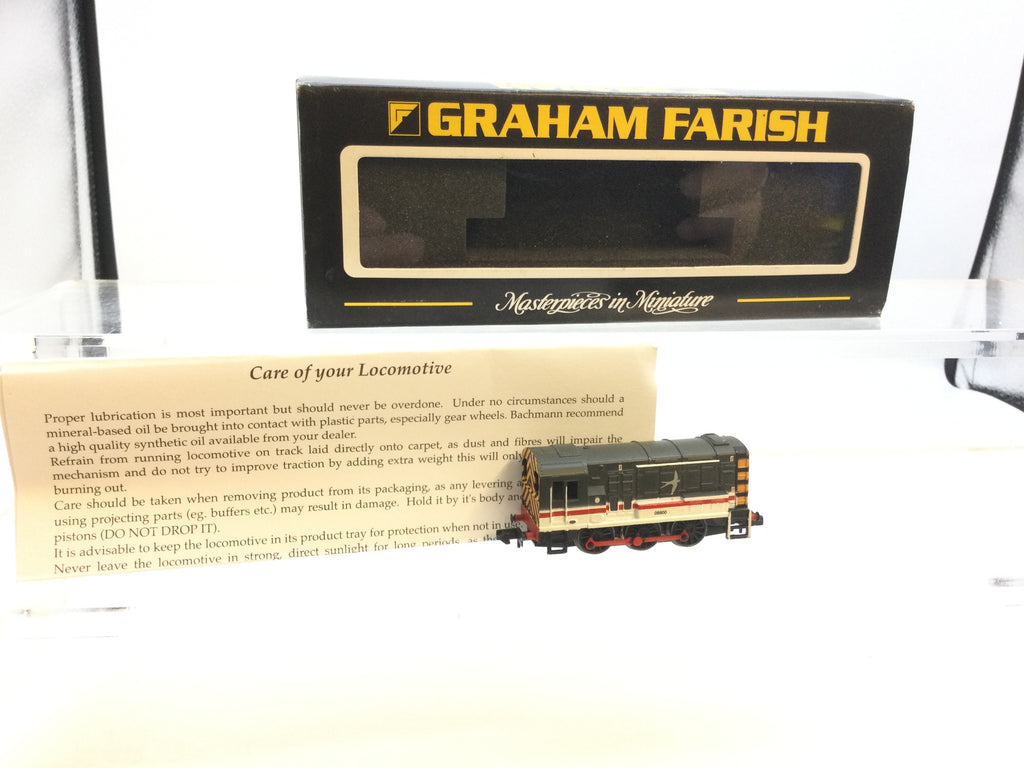 GRAHAM FARISH
Masterpieces in Miniature
Care of your Locomotive
Proper lubrication is most important but should never be overdone. Under no circumstances should a
mineral-based oil be brought into contact with plastic parts, especially gear wheels. Bachmann recommend
a high quality synthetic oil available from your dealer.
Refrain from running locomotive on track laid directly onto carpet, as dust and fibres will impair the
mechanism and do not try to improve traction by adding extra weight this will only
burning out.
Care should be taken when removing product from its packaging, as any levering
using projecting parts (eg. buffers etc.) may result in damage. Hold it by it's body and
pistons (DO NOT DROP IT).
It is advisable to keep the locomotive in its product tray for protection when not in use
Never leave the locomotive in strong, direct sunlight for long periods, as the